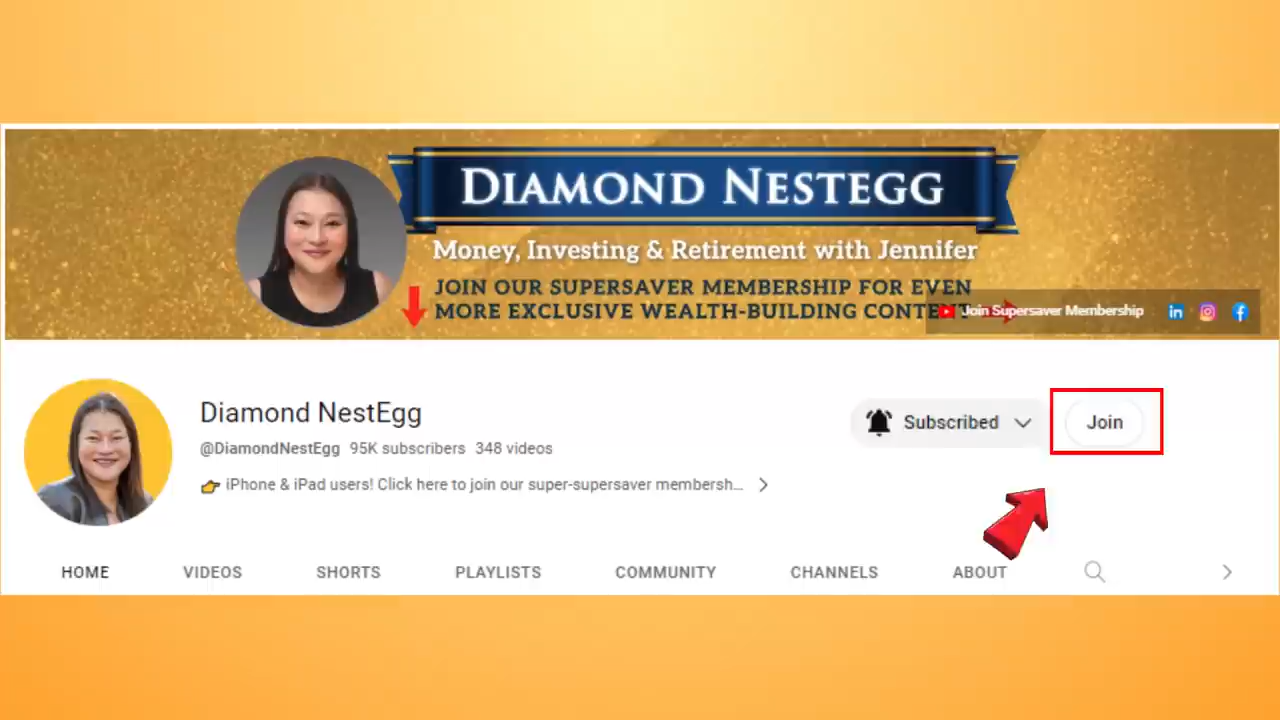 DIAMOND NESTEGG
Money, Investing & Retirement with Jennifer
JOIN OUR SUPERSAVER MEMBERSHIP FOR EVEN
MORE EXCLUSIVE WEALTH-BUILDING CONTENT
Join Supersaver Membership
Diamond NestEgg
@DiamondNestEgg 95K subscribers 348 videos
👉 iPhone & iPad users! Click here to join our super-supersaver membersh...
Subscribed
Join
HOME VIDEOS SHORTS PLAYLISTS COMMUNITY CHANNELS ABOUT